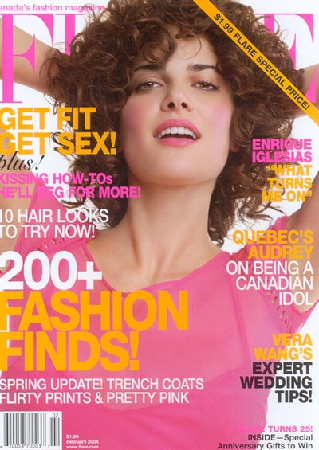 anada's fashion magazine
FL E
$1.99 FLARE SPECIAL PRICE!
GET FIT
GET SEX!
plus!
KISSING HOW-TOs
HE'LL BEG FOR MORE!
10 HAIR LOOKS
TO TRY NOW!
200+
FASHION
FINDS!
SPRING UPDATE! TRENCH COATS
FLIRTY PRINTS & PRETTY PINK
ENRIQUE
IGLESIAS
"WHAT
TURNS
ME ON"
QUEBEC'S
AUDREY
ON BEING A
CANADIAN
IDOL
VERA
WANG'S
EXPERT
WEDDING
TIPS!
TURNS 25!
INSIDE – Special
Anniversary Gifts to Win
$1.99
February 2004